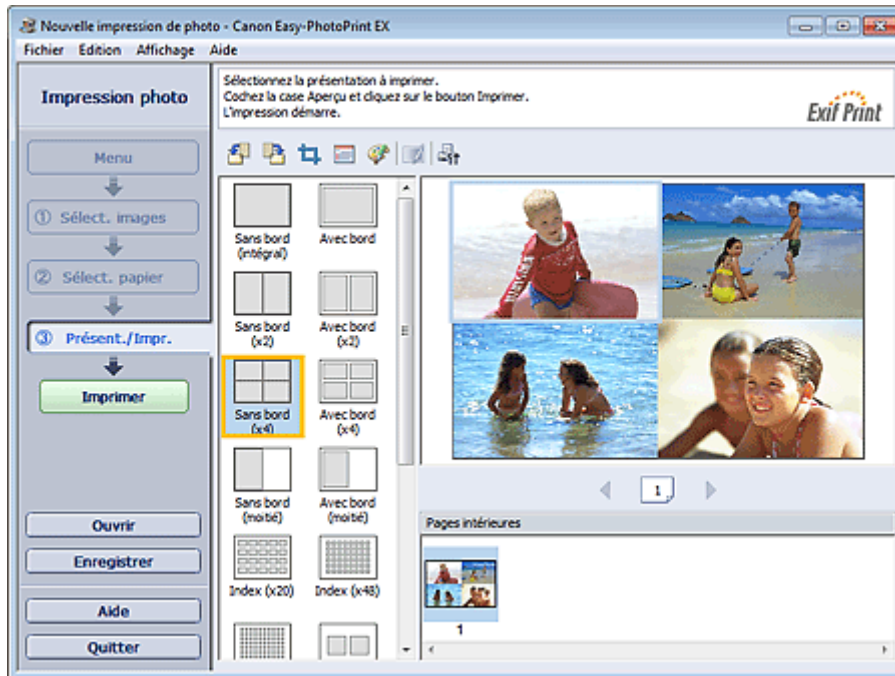 Nouvelle impression de photo - Canon Easy-PhotoPrint EX
Fichier Edition Affichage Aide
Impression photo
Sélectionnez la présentation à imprimer.
Cochez la case Aperçu et cliquez sur le bouton Imprimer.
L'impression démarre.
Exif Print
Menu
① Sélect. images
② Sélect. papier
③ Présent./Impr.
Imprimer
Ouvrir
Enregistrer
Aide
Quitter
Sans bord (intégral)
Avec bord
Sans bord (x2)
Avec bord (x2)
Sans bord (x4)
Avec bord (x4)
Sans bord (moitié)
Avec bord (moitié)
Index (x20)
Index (x48)
1
Pages intérieures
1